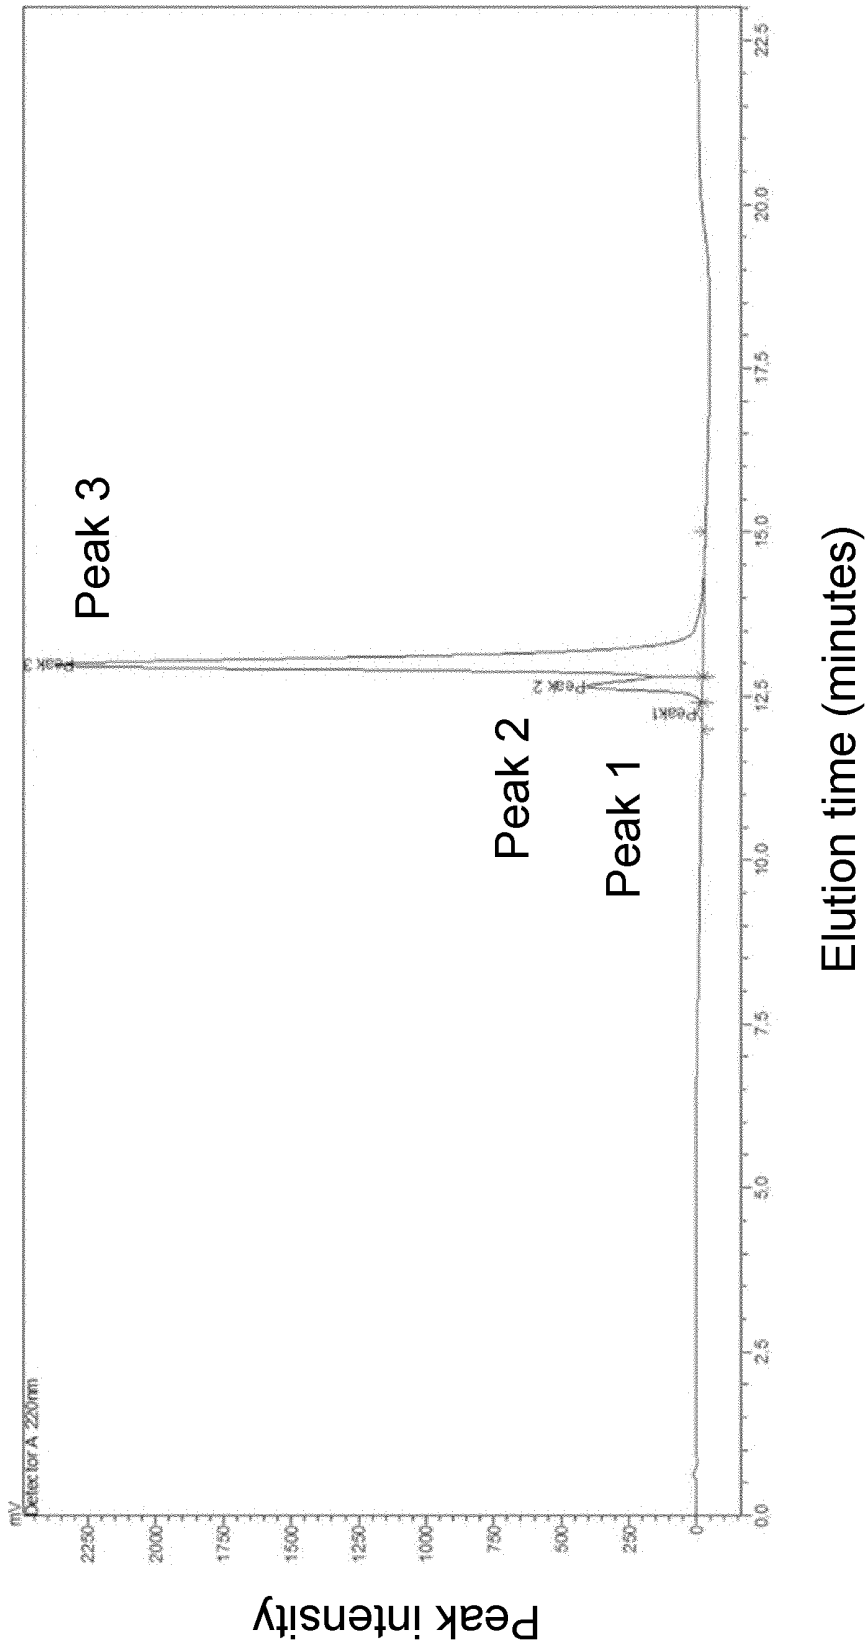 mV
Detector A 220nm
2250
2000
1750
1500
1250
1000
750
500
250
0
Peak intensity
Peak 3
Peak 3
Peak 2
Peak 2
Peak1
Peak 1
0.0
2.5
5.0
7.5
10.0
12.5
15.0
17.5
20.0
22.5
Elution time (minutes)